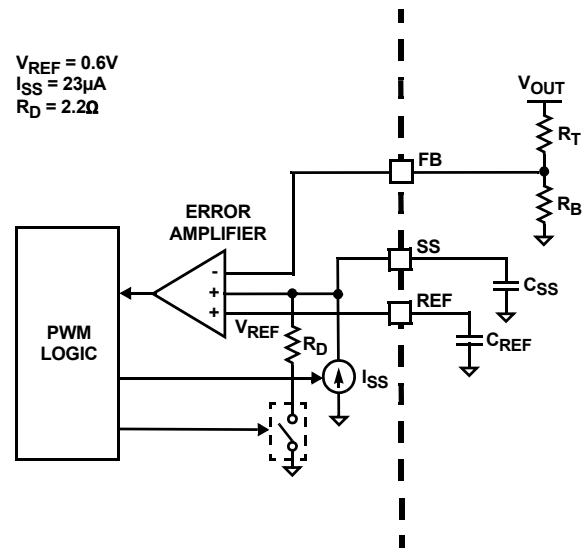 VREF = 0.6V
ISS = 23µA
RD = 2.2Ω
VOUT
RT
FB
RB
ERROR
AMPLIFIER
SS
-
+
+
CSS
REF
VREF
CREF
PWM
LOGIC
RD
ISS